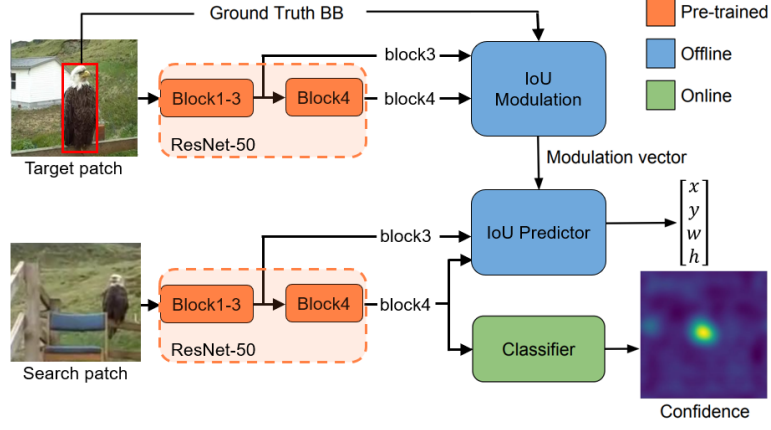 Ground Truth BB
Pre-trained
Offline
Online
block3
IoU
Modulation
Block1-3
Block4
block4
ResNet-50
Target patch
Modulation vector
x
y
w
h
IoU Predictor
block3
Block1-3
Block4
block4
ResNet-50
Classifier
Search patch
Confidence